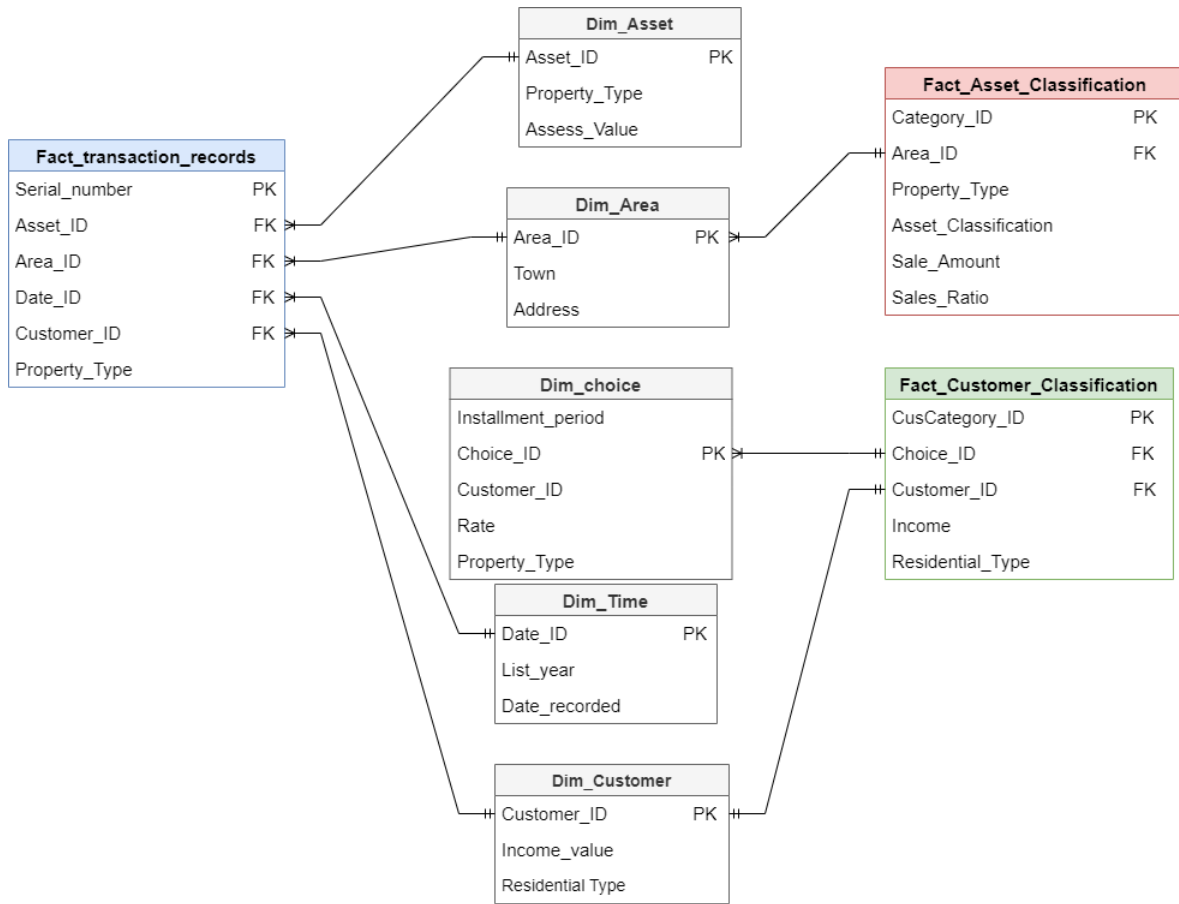 Dim_Asset
Asset_ID PK
Property_Type
Assess_Value
Fact_Asset_Classification
Category_ID PK
Area_ID FK
Property_Type
Asset_Classification
Sale_Amount
Sales_Ratio
Fact_transaction_records
Serial_number PK
Asset_ID FK
Area_ID FK
Date_ID FK
Customer_ID FK
Property_Type
Dim_Area
Area_ID PK
Town
Address
Dim_choice
Installment_period
Choice_ID PK
Customer_ID
Rate
Property_Type
Fact_Customer_Classification
CusCategory_ID PK
Choice_ID FK
Customer_ID FK
Income
Residential_Type
Dim_Time
Date_ID PK
List_year
Date_recorded
Dim_Customer
Customer_ID PK
Income_value
Residential Type